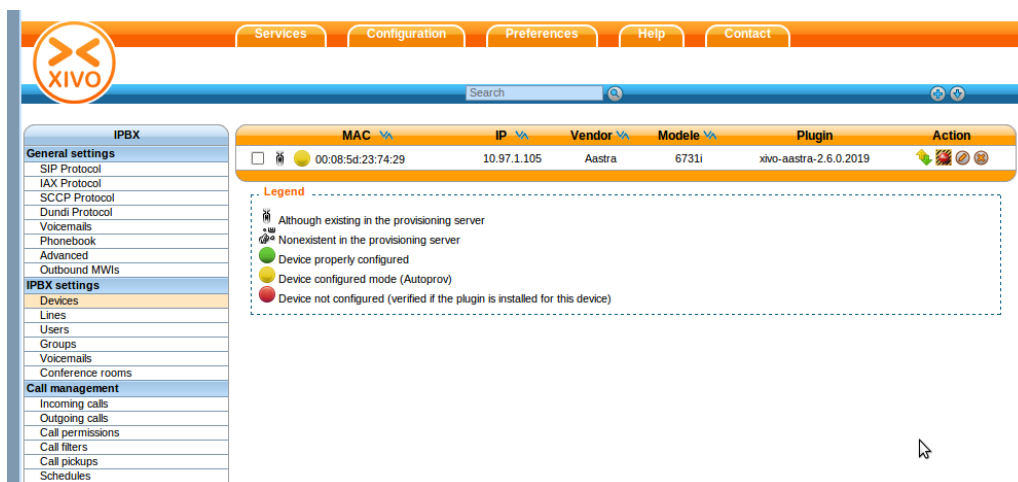 Services Configuration Preferences Help Contact
XIVO
Search
IPBX
General settings
SIP Protocol
IAX Protocol
SCCP Protocol
Dundi Protocol
Voicemails
Phonebook
Advanced
Outbound MWIs
IPBX settings
Devices
Lines
Users
Groups
Voicemails
Conference rooms
Call management
Incoming calls
Outgoing calls
Call permissions
Call filters
Call pickups
Schedules
MAC IP Vendor Modele Plugin Action
00:08:5d:23:74:29 10.97.1.105 Aastra 6731i xivo-aastra-2.6.0.2019
Legend
Although existing in the provisioning server
Nonexistent in the provisioning server
Device properly configured
Device configured mode (Autoprov)
Device not configured (verified if the plugin is installed for this device)